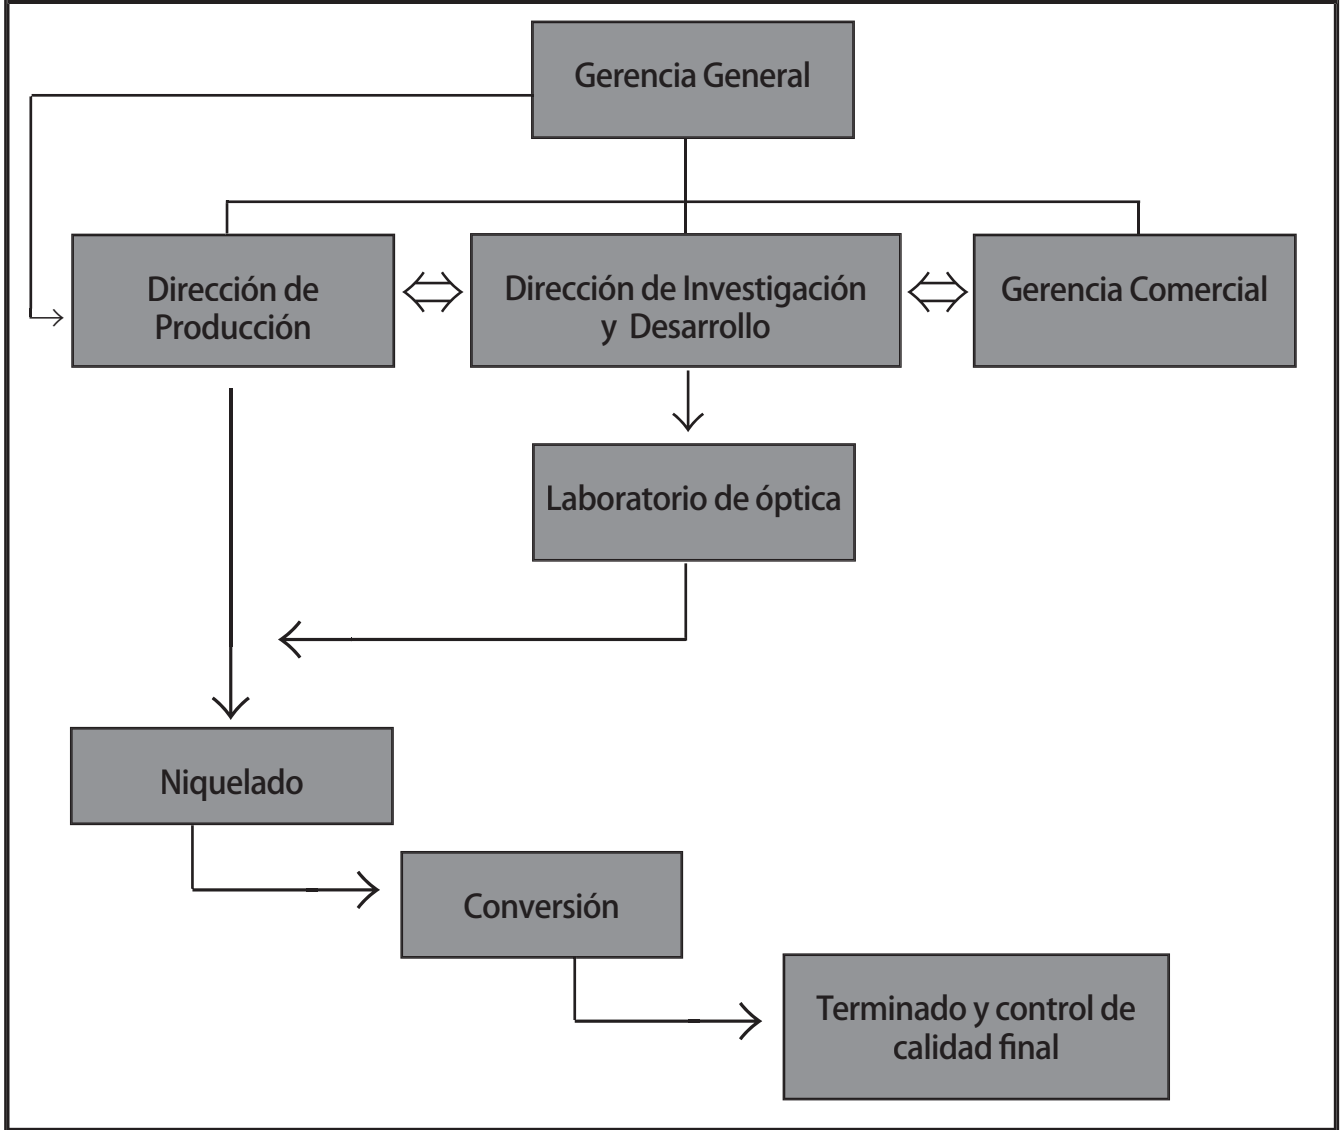 Gerencia General
Dirección de
Producción
Dirección de Investigación
y Desarrollo
Gerencia Comercial
Laboratorio de óptica
Niquelado
Conversión
Terminado y control de
calidad final